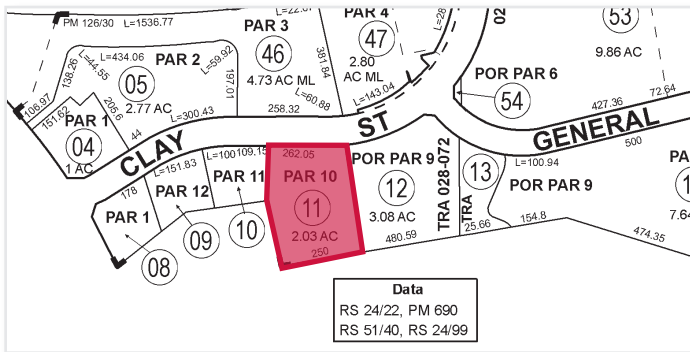 PM 126/30
L=1536.77
PAR 3
46
4.73 AC ML
381.84
PAR 4
47
2.80
AC ML
53
9.86 AC
L=434.06
PAR 2
L=59.92
L=44.55
138.26
05
2.77 AC
197.01
106.97
151.62
205.6
PAR 1
04
1 AC
44
L=300.43
258.32
L=60.68
L=143.04
POR PAR 6
54
427.36
72.64
CLAY ST
GENERAL
500
178
L=151.83
L=100
109.15
262.05
PAR 1
PAR 12
PAR 11
PAR 10
11
2.03 AC
250
08
09
10
POR PAR 9
12
3.08 AC
480.59
TRA 028-072
TRA
13
25.66
L=100.94
POR PAR 9
154.8
474.35
PA
7.64
Data
RS 24/22, PM 690
RS 51/40, RS 24/99